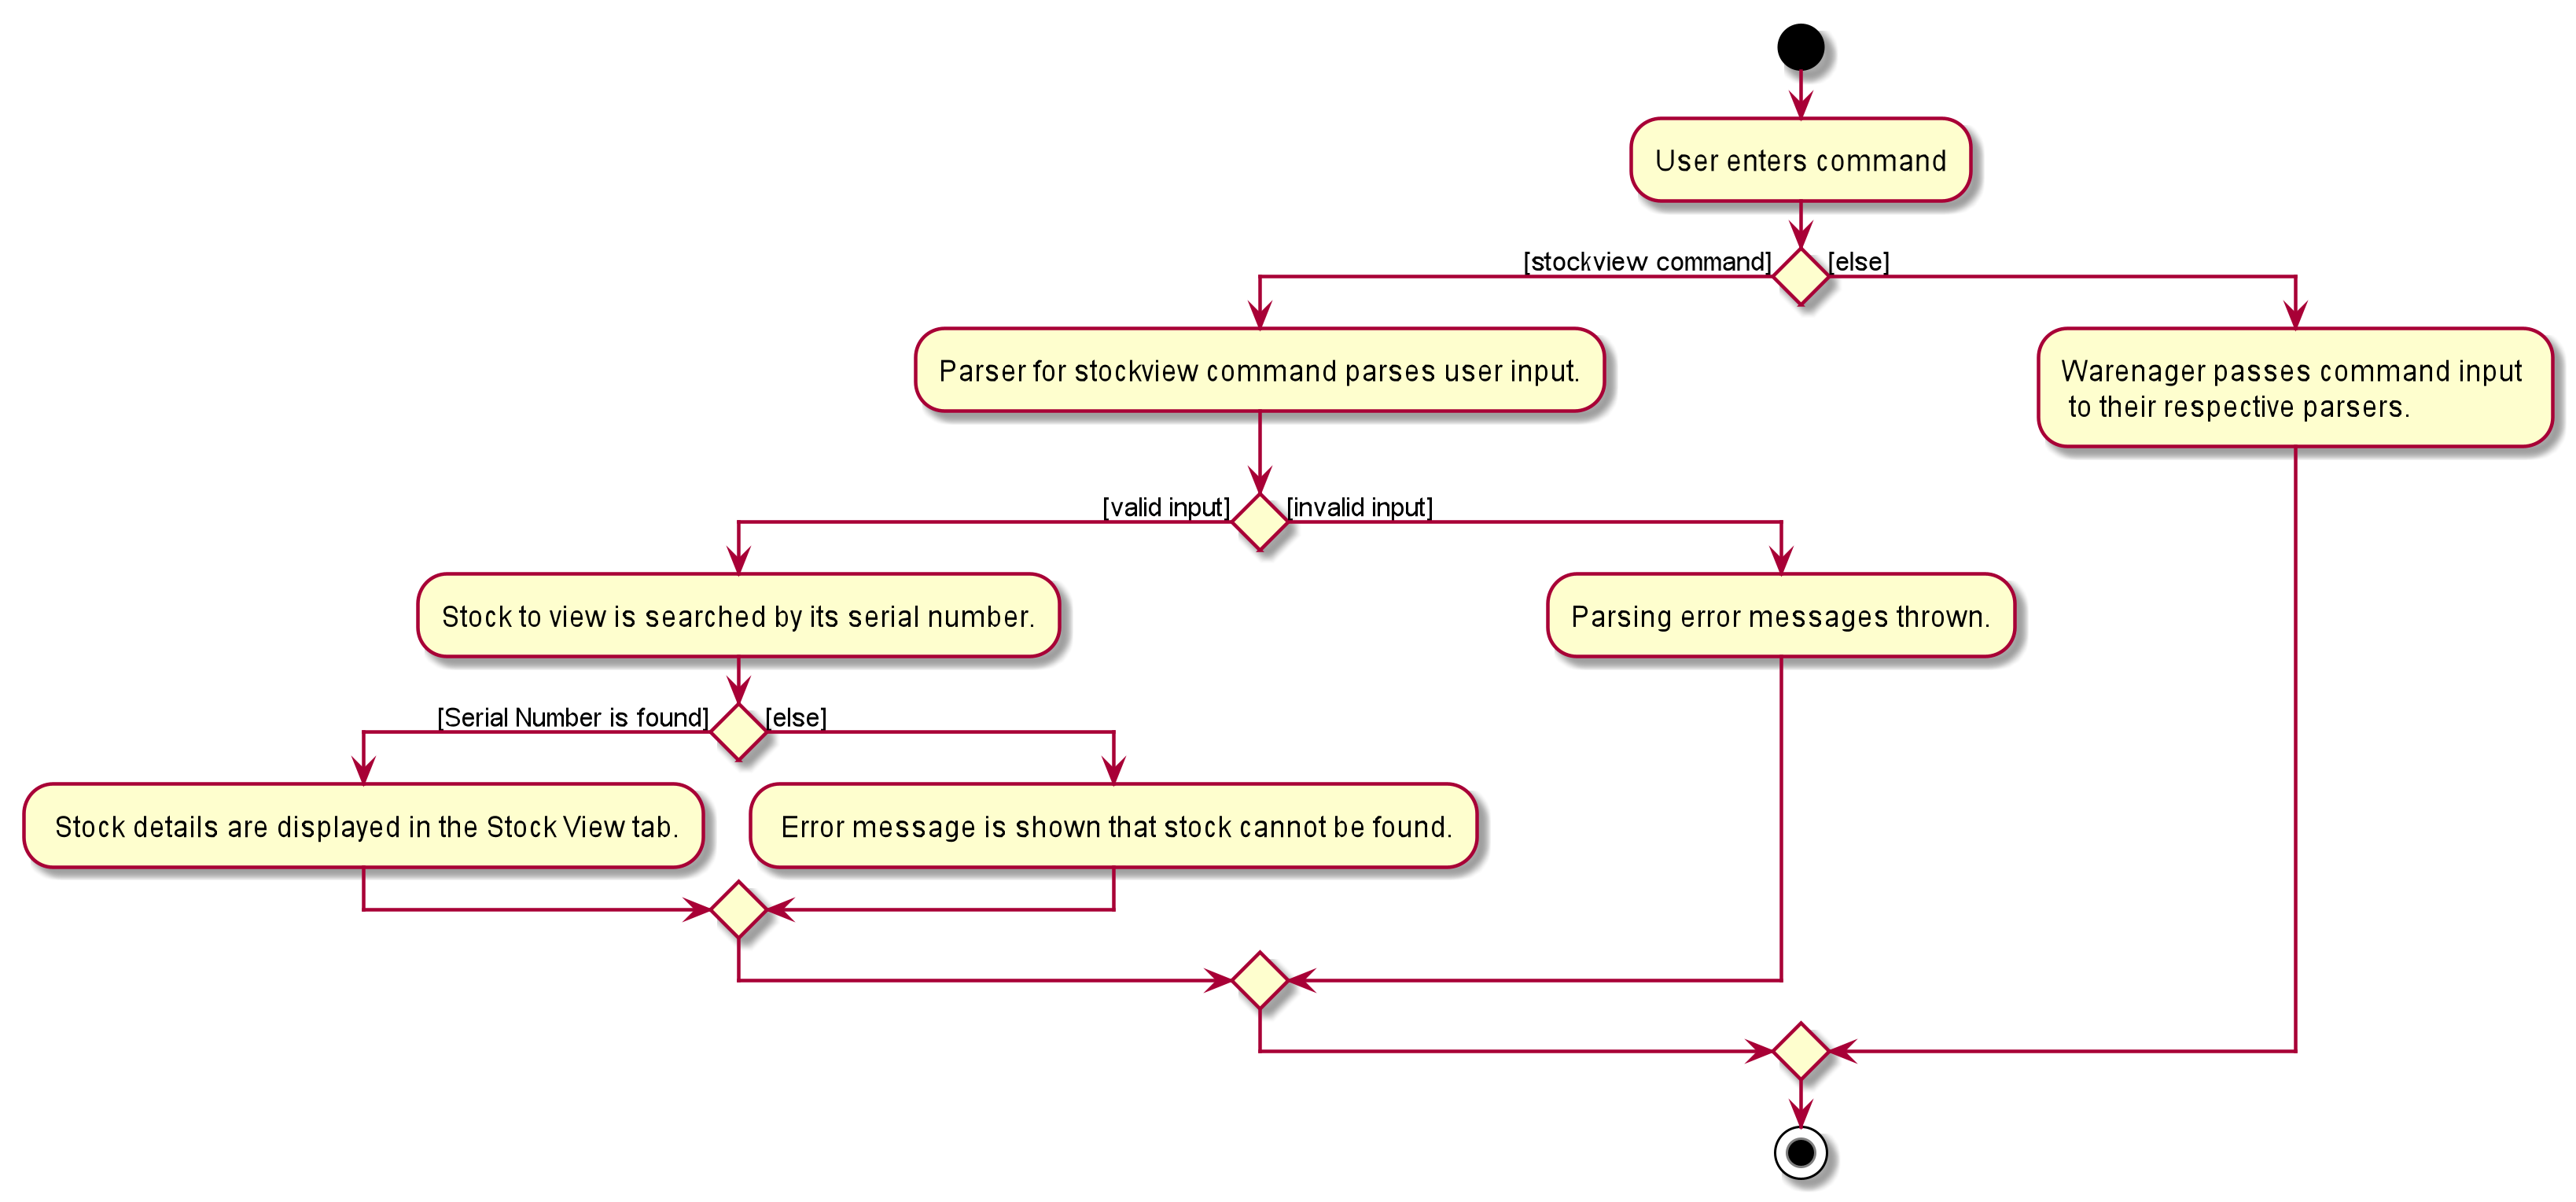 User enters command
[stockview command]
[else]
Parser for stockview command parses user input.
Warenager passes command input
to their respective parsers.
[valid input]
[invalid input]
Stock to view is searched by its serial number.
Parsing error messages thrown.
[Serial Number is found]
[else]
Stock details are displayed in the Stock View tab.
Error message is shown that stock cannot be found.